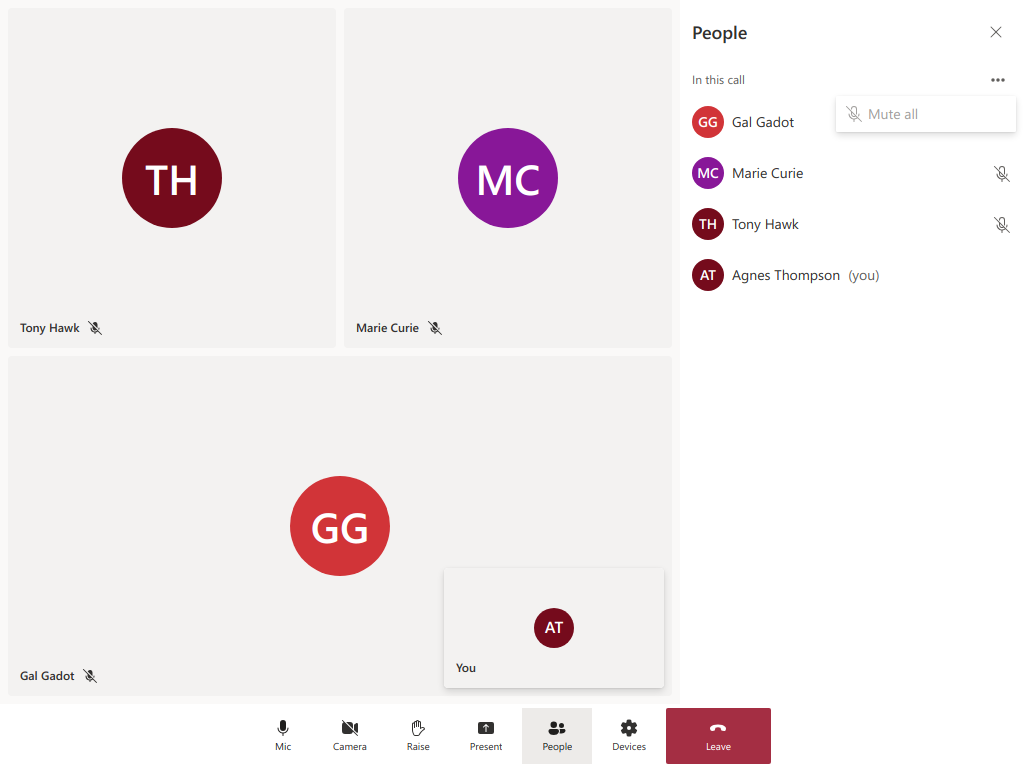 TH
MC
Tony Hawk
Marie Curie
GG
Gal Gadot
AT
You
People
In this call
Mute all
GG Gal Gadot
MC Marie Curie
TH Tony Hawk
AT Agnes Thompson (you)
Mic
Camera
Raise
Present
People
Devices
Leave